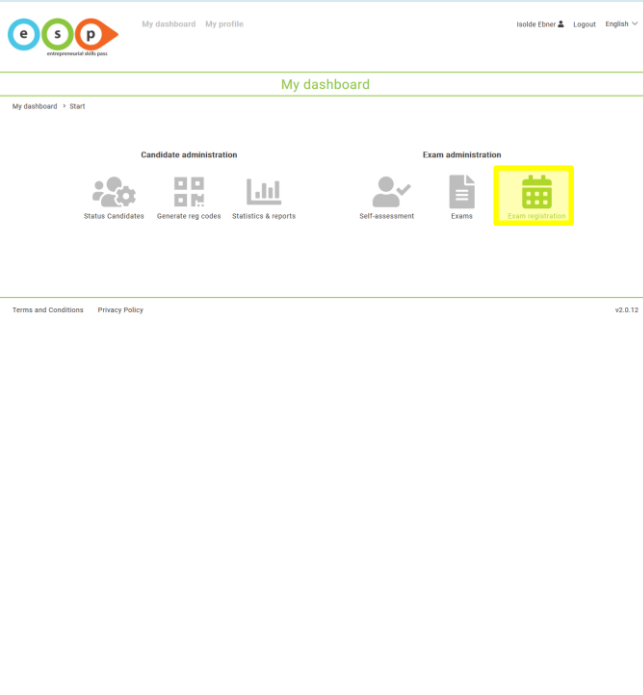 e s p
entrepreneurial skills pass
My dashboard My profile
Isolde Ebner Logout English
My dashboard
My dashboard Start
Candidate administration
Exam administration
Status Candidates Generate reg codes Statistics & reports
Self-assessment Exams Exam registration
Terms and Conditions Privacy Policy
v2.0.12